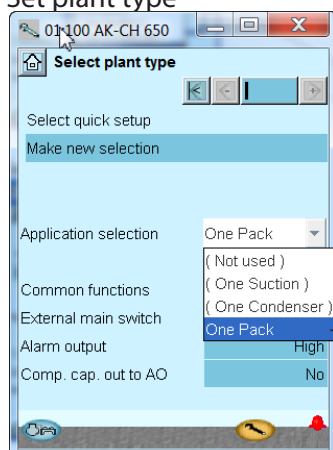 Set plant type
01:100 AK-CH 650
Select plant type
Select quick setup
Make new selection
Application selection One Pack
( Not used )
( One Suction )
( One Condenser )
One Pack
Common functions
External main switch
Alarm output High
Comp. cap. out to AO No